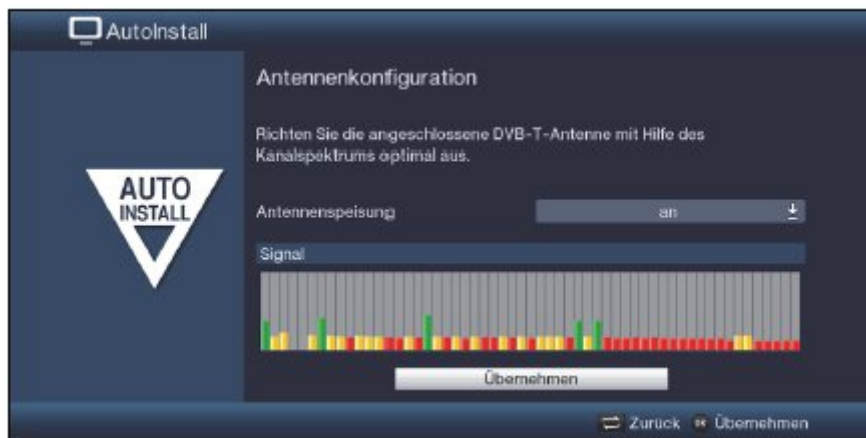 AutoInstall
AUTO
INSTALL
Antennenkonfiguration
Richten Sie die angeschlossene DVB-T-Antenne mit Hilfe des
Kanalspektrums optimal aus.
Antennenspeisung
an
Signal
Übernehmen
Zurück OK Übernehmen